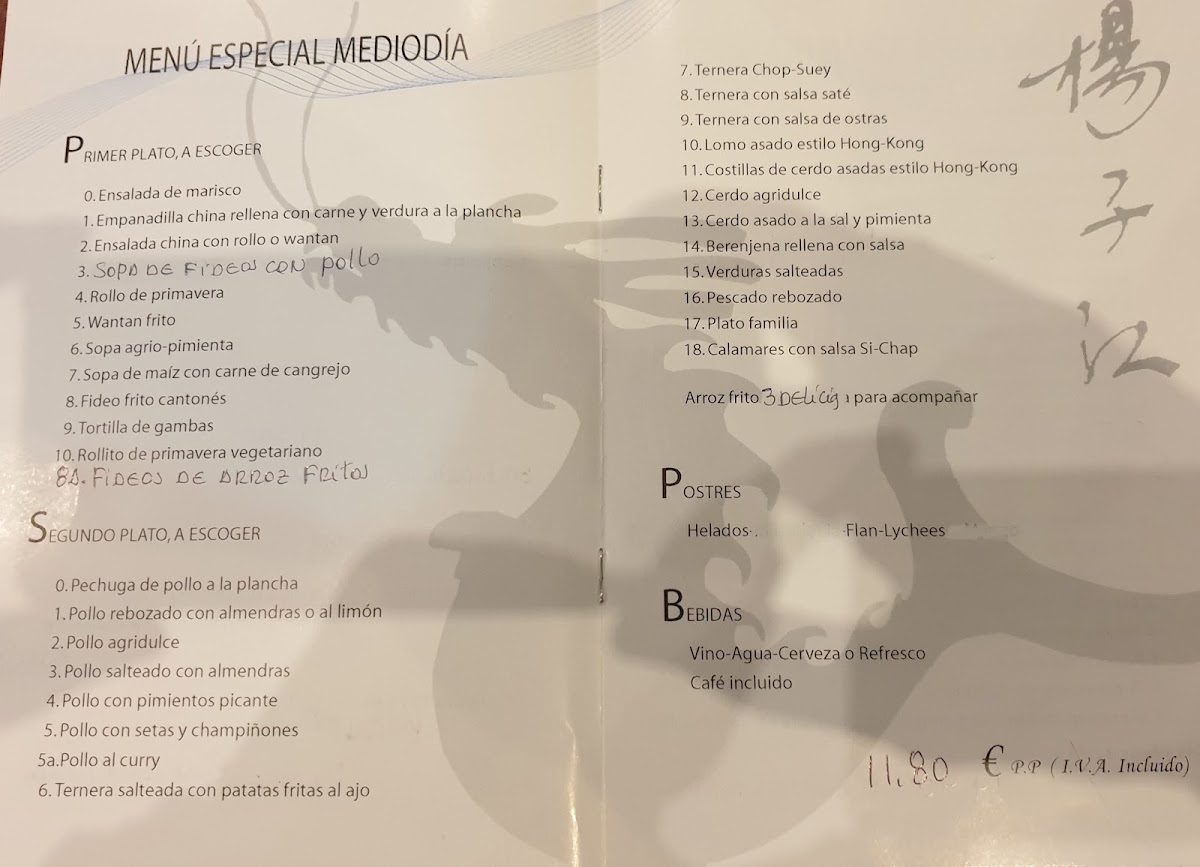 MENÚ ESPECIAL MEDIODÍA
PRIMER PLATO, A ESCOGER
0. Ensalada de marisco
1. Empanadilla china rellena con carne y verdura a la plancha
2. Ensalada china con rollo o wantan
3. SOPA DE FIDEOS CON POLLO
4. Rollo de primavera
5. Wantan frito
6. Sopa agrio-pimienta
7. Sopa de maíz con carne de cangrejo
8. Fideo frito cantonés
9. Tortilla de gambas
10. Rollito de primavera vegetariano
8A. FIDEOS DE ARROZ FRITOS
SEGUNDO PLATO, A ESCOGER
0. Pechuga de pollo a la plancha
1. Pollo rebozado con almendras o al limón
2. Pollo agridulce
3. Pollo salteado con almendras
4. Pollo con pimientos picante
5. Pollo con setas y champiñones
5a. Pollo al curry
6. Ternera salteada con patatas fritas al ajo
7. Ternera Chop-Suey
8. Ternera con salsa saté
9. Ternera con salsa de ostras
10. Lomo asado estilo Hong-Kong
11. Costillas de cerdo asadas estilo Hong-Kong
12. Cerdo agridulce
13. Cerdo asado a la sal y pimienta
14. Berenjena rellena con salsa
15. Verduras salteadas
16. Pescado rebozado
17. Plato familia
18. Calamares con salsa Si-Chap
Arroz frito 3 DELICIA para acompañar
POSTRES
Helados- -Flan-Lychees
BEBIDAS
Vino-Agua-Cerveza o Refresco
Café incluido
11.80 € P.P ( I.V.A. Incluido)
楊子江